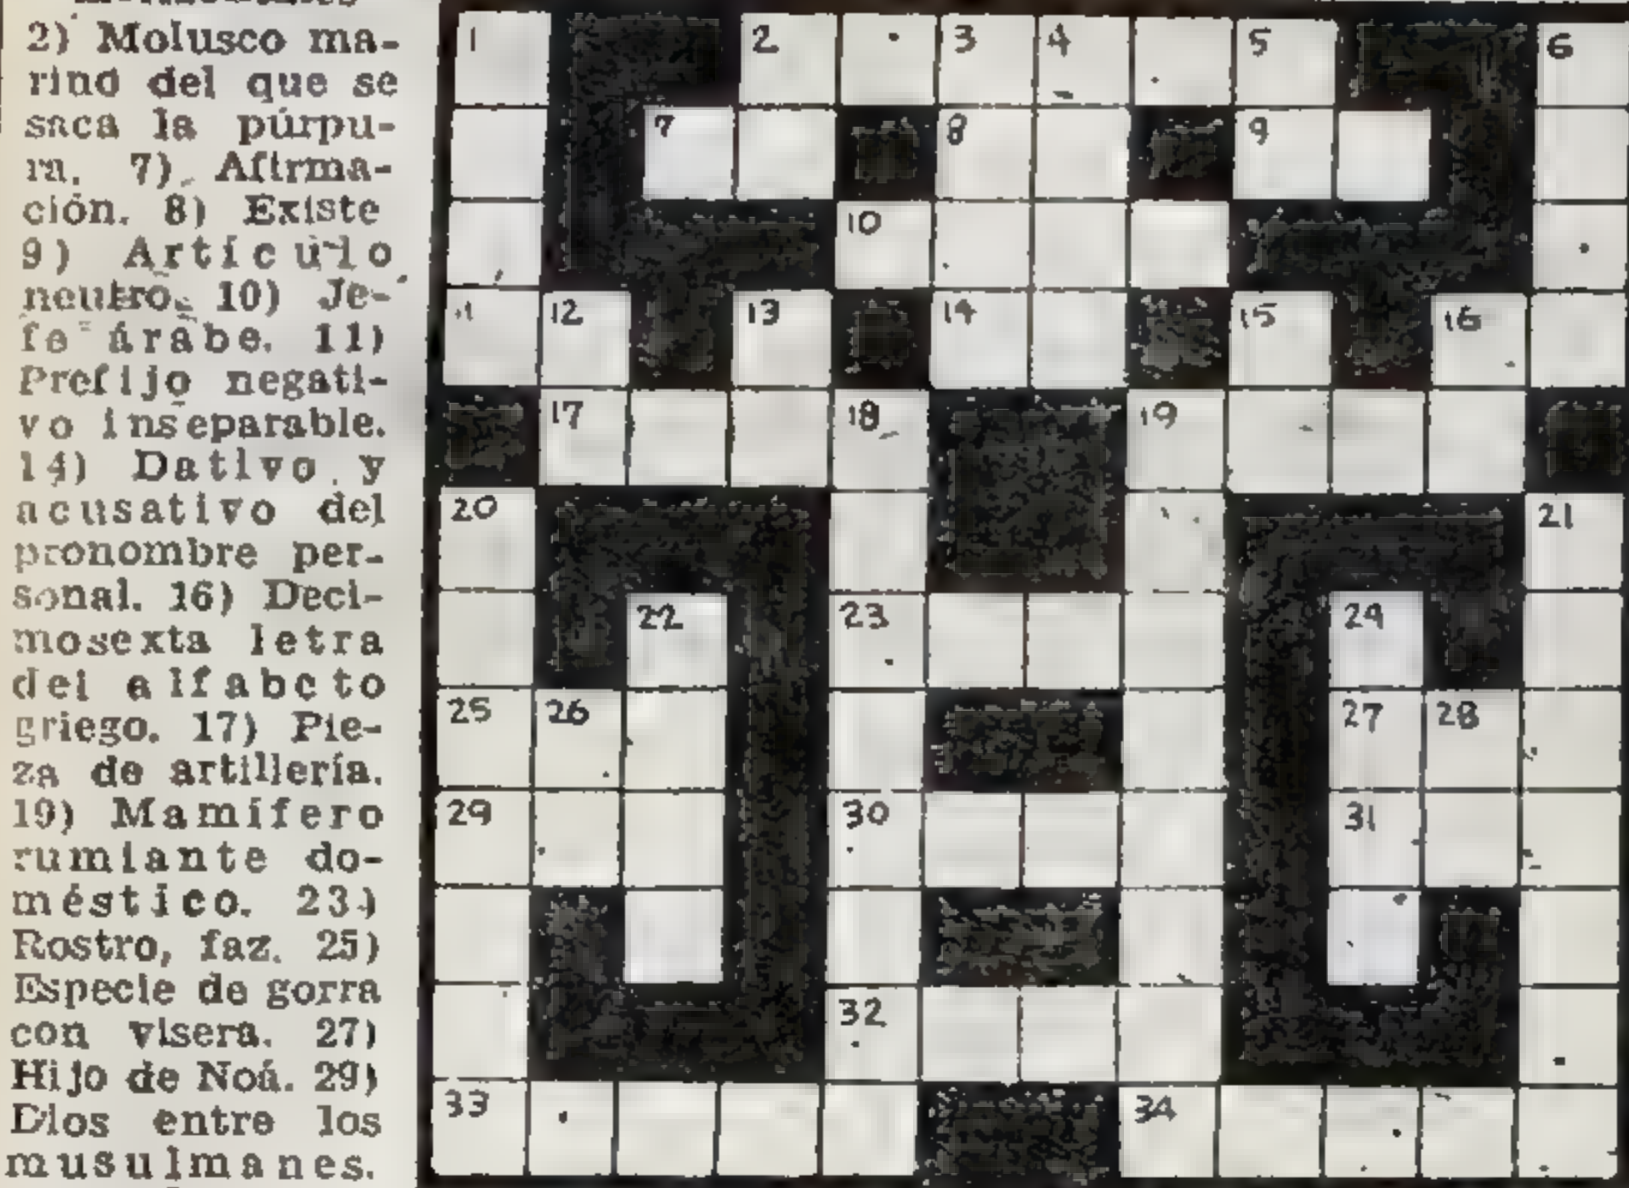 2) Molusco ma-
rino del que se
saca la púrpu-
ra. 7) Afirma-
ción. 8) Existe
9) Artículo
neutro. 10) Je-
fe árabe. 11)
Prefijo negati-
vo inseparable.
14) Dativo y
acusativo del
pronombre per-
sonal. 16) Deci-
mosexta letra
del alfabeto
griego. 17) Pie-
za de artillería.
19) Mamífero
rumiante do-
méstico. 23)
Rostro, faz. 25)
Especie de gorra
con visera. 27)
Hijo de Noá. 29)
Dios entre los
musulmanes.
1 2 3 4 5 6
7 8 9
10
11 12 13 14 15 16
17 18 19
20 21
22 23 24
25 26 27 28
29 30 31
32
33 34